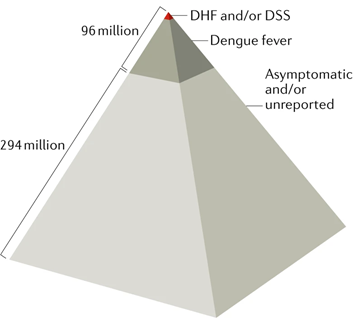 DHF and/or DSS
96 million
Dengue fever
Asymptomatic
and/or
unreported
294 million